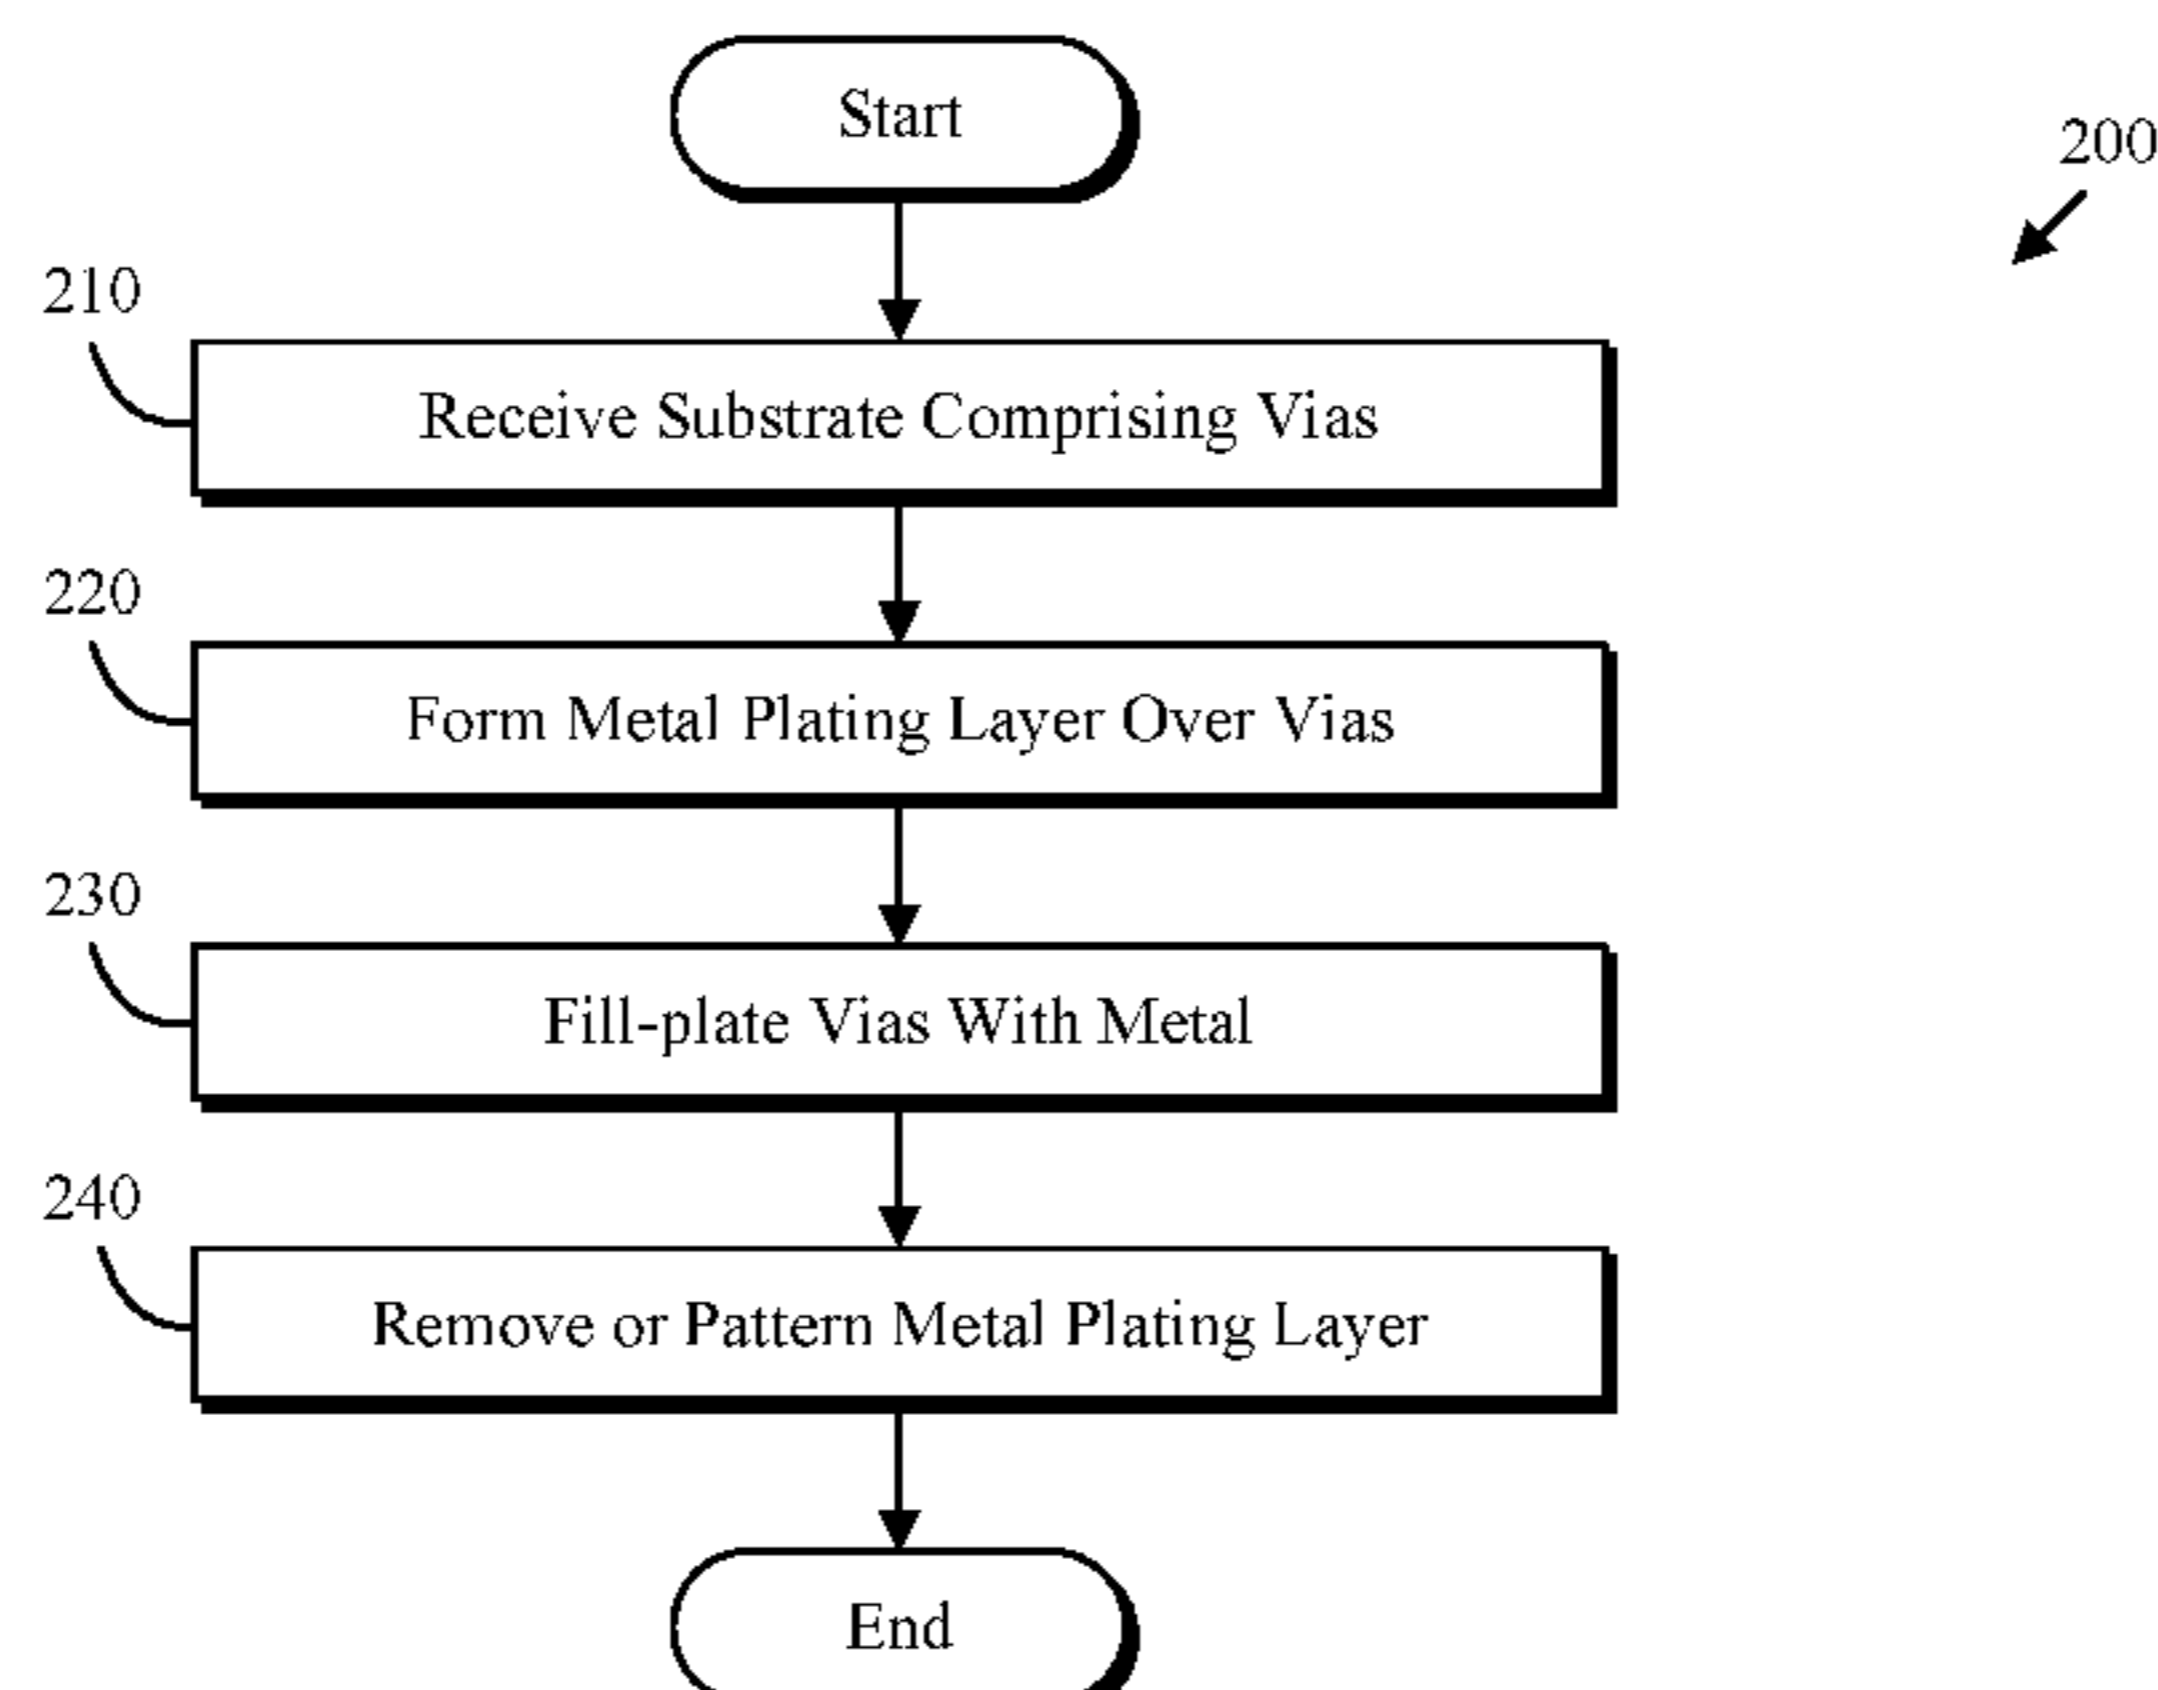 Start
200
210
Receive Substrate Comprising Vias
220
Form Metal Plating Layer Over Vias
230
Fill-plate Vias With Metal
240
Remove or Pattern Metal Plating Layer
End